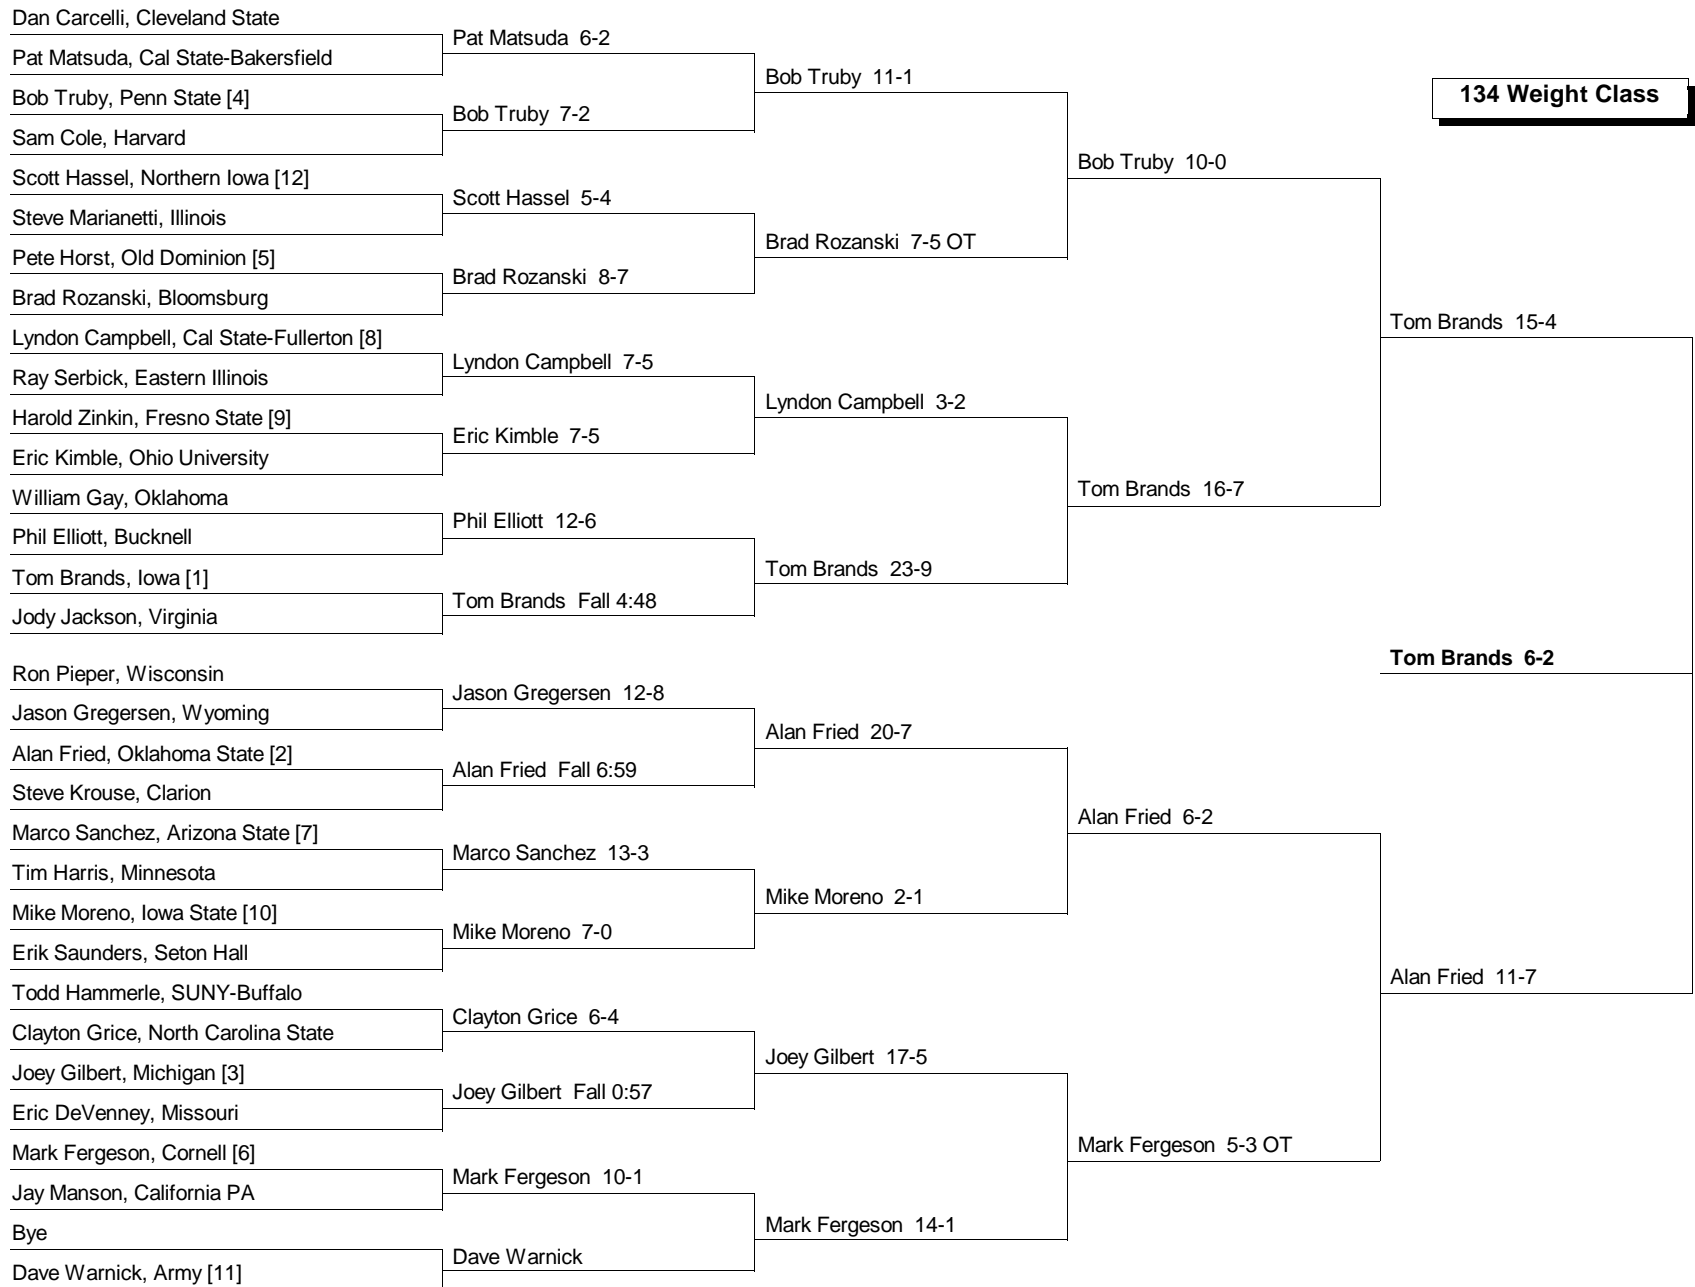 Dan Carcelli, Cleveland State
Pat Matsuda, Cal State-Bakersfield
Bob Truby, Penn State [4]
Sam Cole, Harvard
Scott Hassel, Northern Iowa [12]
Steve Marianetti, Illinois
Pete Horst, Old Dominion [5]
Brad Rozanski, Bloomsburg
Lyndon Campbell, Cal State-Fullerton [8]
Ray Serbick, Eastern Illinois
Harold Zinkin, Fresno State [9]
Eric Kimble, Ohio University
William Gay, Oklahoma
Phil Elliott, Bucknell
Tom Brands, Iowa [1]
Jody Jackson, Virginia
Ron Pieper, Wisconsin
Jason Gregersen, Wyoming
Alan Fried, Oklahoma State [2]
Steve Krouse, Clarion
Marco Sanchez, Arizona State [7]
Tim Harris, Minnesota
Mike Moreno, Iowa State [10]
Erik Saunders, Seton Hall
Todd Hammerle, SUNY-Buffalo
Clayton Grice, North Carolina State
Joey Gilbert, Michigan [3]
Eric DeVenney, Missouri
Mark Fergeson, Cornell [6]
Jay Manson, California PA
Bye
Dave Warnick, Army [11]
Pat Matsuda 6-2
Bob Truby 7-2
Scott Hassel 5-4
Brad Rozanski 8-7
Lyndon Campbell 7-5
Eric Kimble 7-5
Phil Elliott 12-6
Tom Brands Fall 4:48
Jason Gregersen 12-8
Alan Fried Fall 6:59
Marco Sanchez 13-3
Mike Moreno 7-0
Clayton Grice 6-4
Joey Gilbert Fall 0:57
Mark Fergeson 10-1
Dave Warnick
Bob Truby 11-1
Brad Rozanski 7-5 OT
Lyndon Campbell 3-2
Tom Brands 23-9
Alan Fried 20-7
Mike Moreno 2-1
Joey Gilbert 17-5
Mark Fergeson 14-1
Bob Truby 10-0
Tom Brands 16-7
Alan Fried 6-2
Mark Fergeson 5-3 OT
134 Weight Class
Tom Brands 15-4
Tom Brands 6-2
Alan Fried 11-7